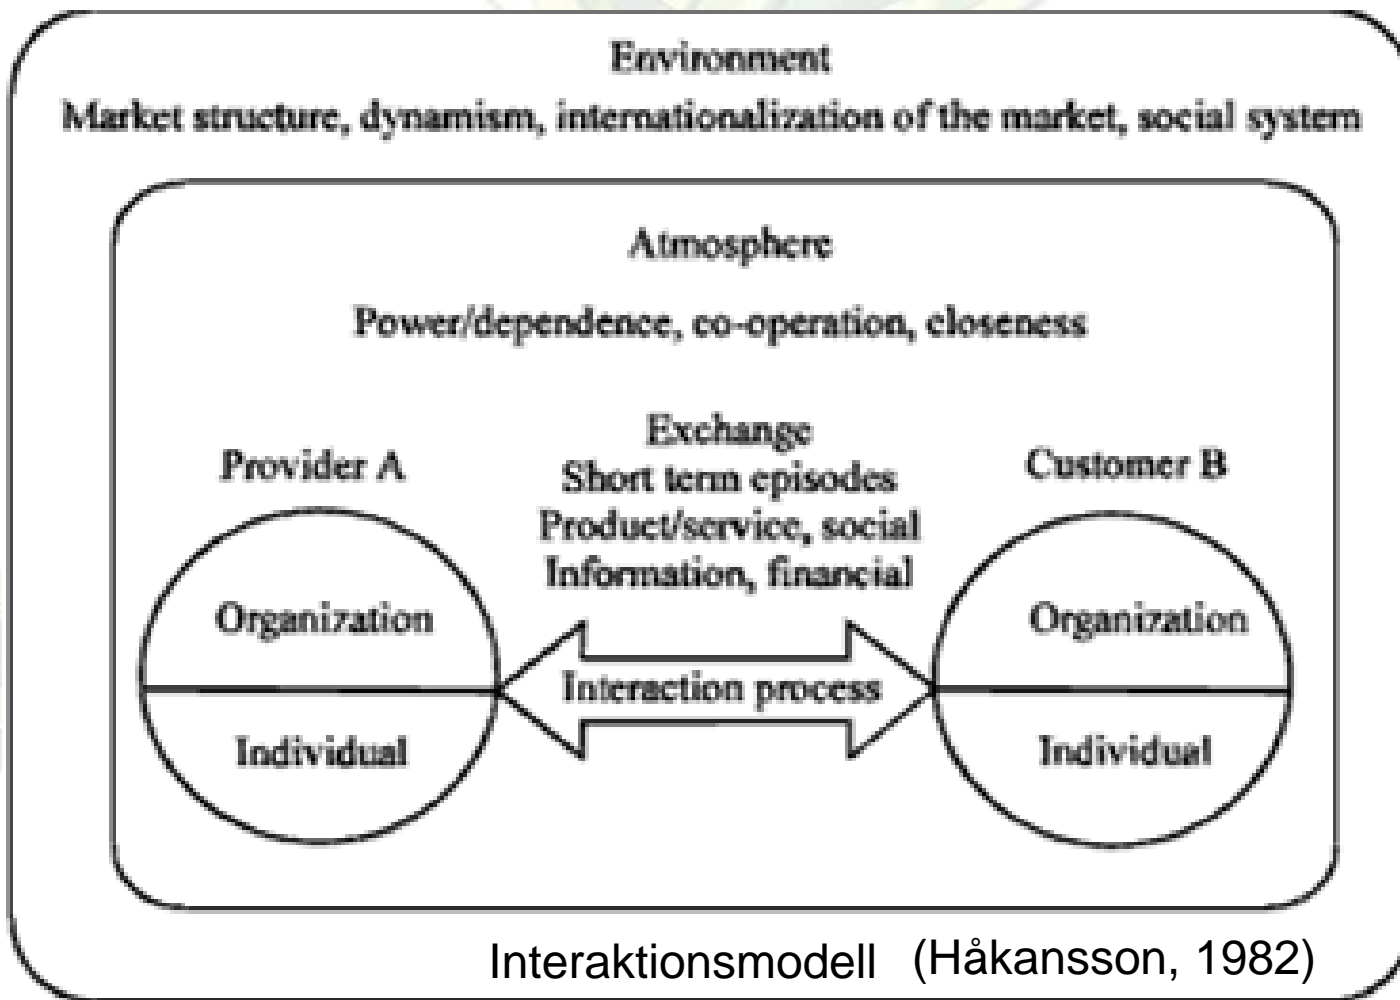 Environment
Market structure, dynamism, internationalization of the market, social system
Atmosphere
Power/dependence, co-operation, closeness
Exchange
Provider A
Customer B
Short term episodes
Product/service, social
Information, financial
Organization
Organization
Interaction process
Individual
Individual
Interaktionsmodell (Håkansson, 1982)